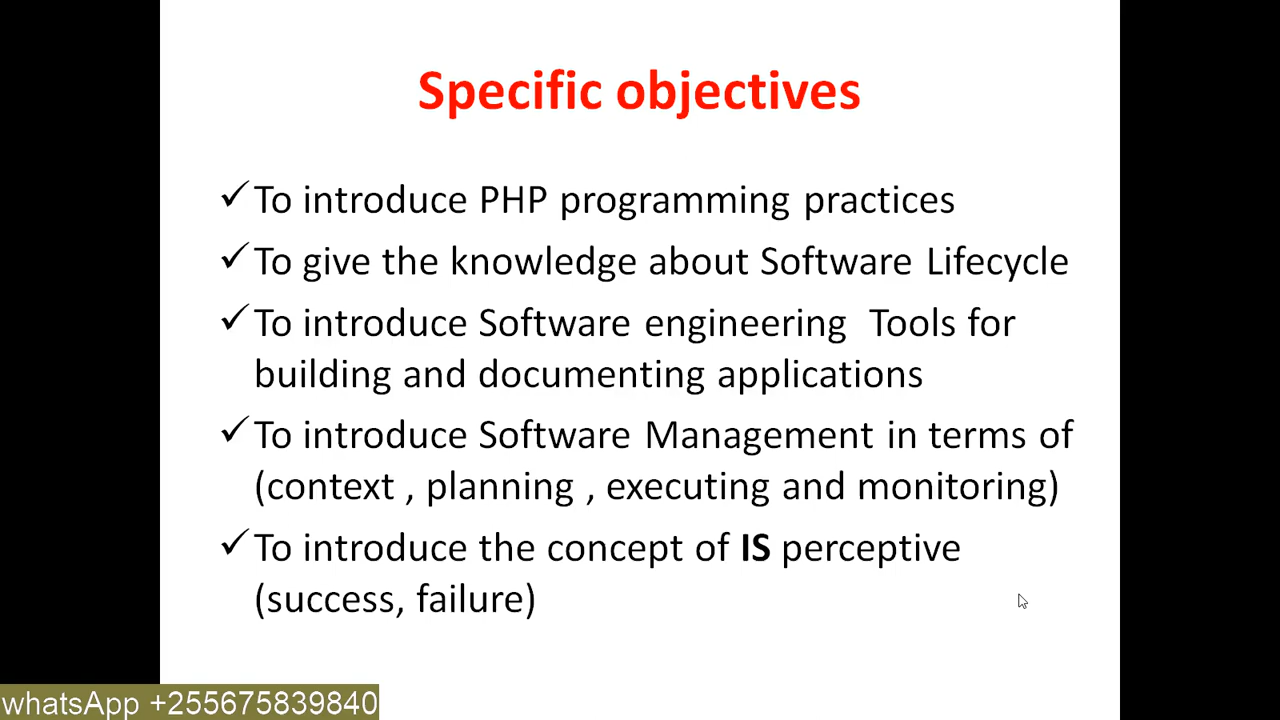 Specific objectives
✓To introduce PHP programming practices
✓To give the knowledge about Software Lifecycle
✓To introduce Software engineering  Tools for
building and documenting applications
✓To introduce Software Management in terms of
(context , planning , executing and monitoring)
✓To introduce the concept of IS perceptive
(success, failure)
whatsApp +255675839840